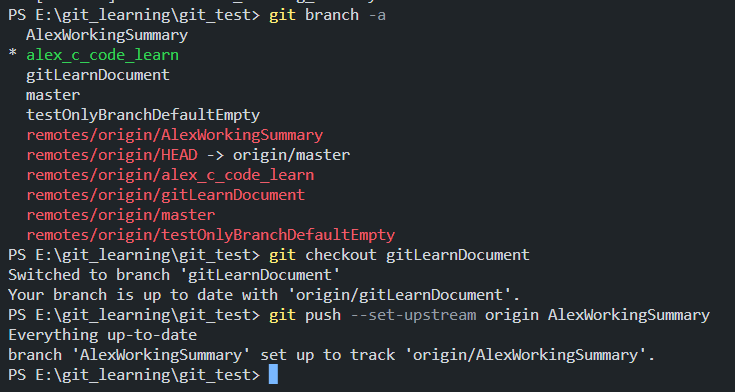 PS E:\git_learning\git_test> git branch -a
  AlexWorkingSummary
* alex_c_code_learn
  gitLearnDocument
  master
  testOnlyBranchDefaultEmpty
  remotes/origin/AlexWorkingSummary
  remotes/origin/HEAD -> origin/master
  remotes/origin/alex_c_code_learn
  remotes/origin/gitLearnDocument
  remotes/origin/master
  remotes/origin/testOnlyBranchDefaultEmpty
PS E:\git_learning\git_test> git checkout gitLearnDocument
Switched to branch 'gitLearnDocument'
Your branch is up to date with 'origin/gitLearnDocument'.
PS E:\git_learning\git_test> git push --set-upstream origin AlexWorkingSummary
Everything up-to-date
branch 'AlexWorkingSummary' set up to track 'origin/AlexWorkingSummary'.
PS E:\git_learning\git_test>